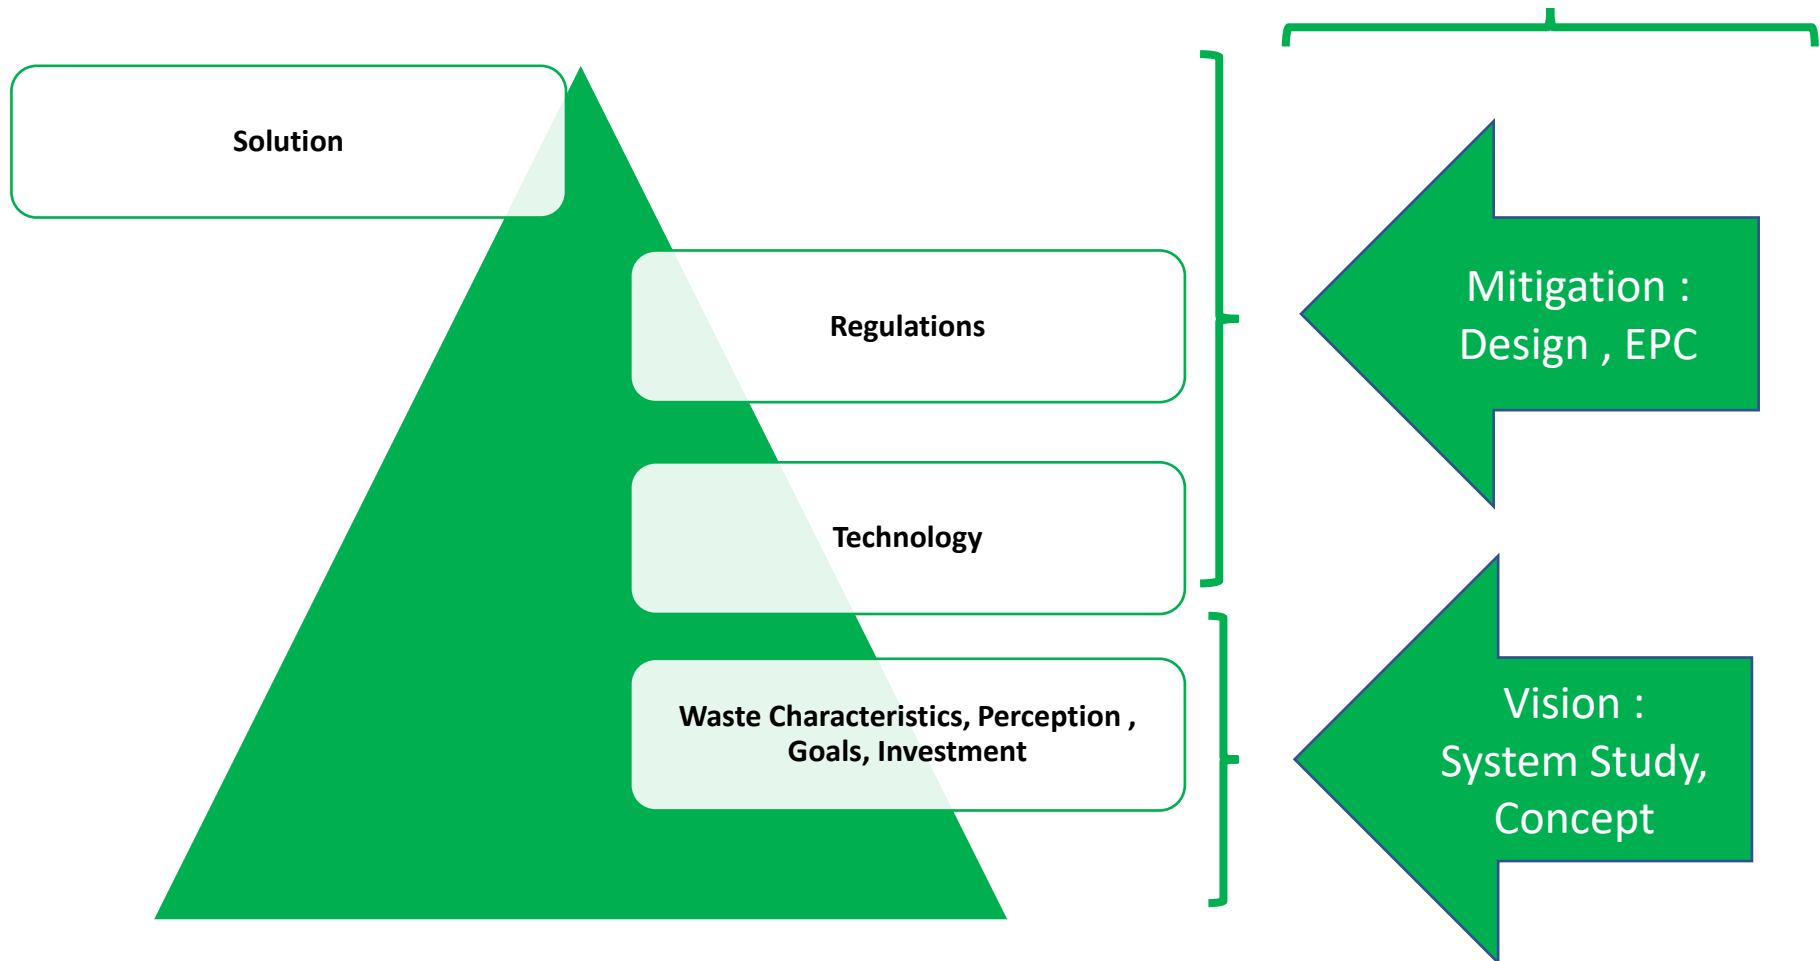 Solution
Regulations
Technology
Waste Characteristics, Perception ,
Goals, Investment
Mitigation :
Design , EPC
Vision :
System Study,
Concept